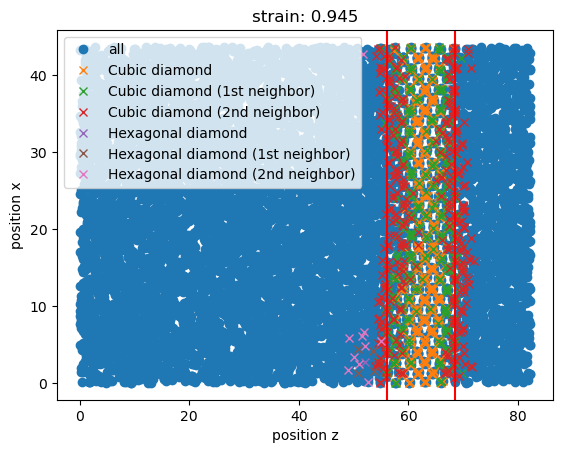 strain: 0.945
all
Cubic diamond
Cubic diamond (1st neighbor)
Cubic diamond (2nd neighbor)
Hexagonal diamond
Hexagonal diamond (1st neighbor)
Hexagonal diamond (2nd neighbor)
position x
40
30
20
10
0
0 20 40 60 80
position z